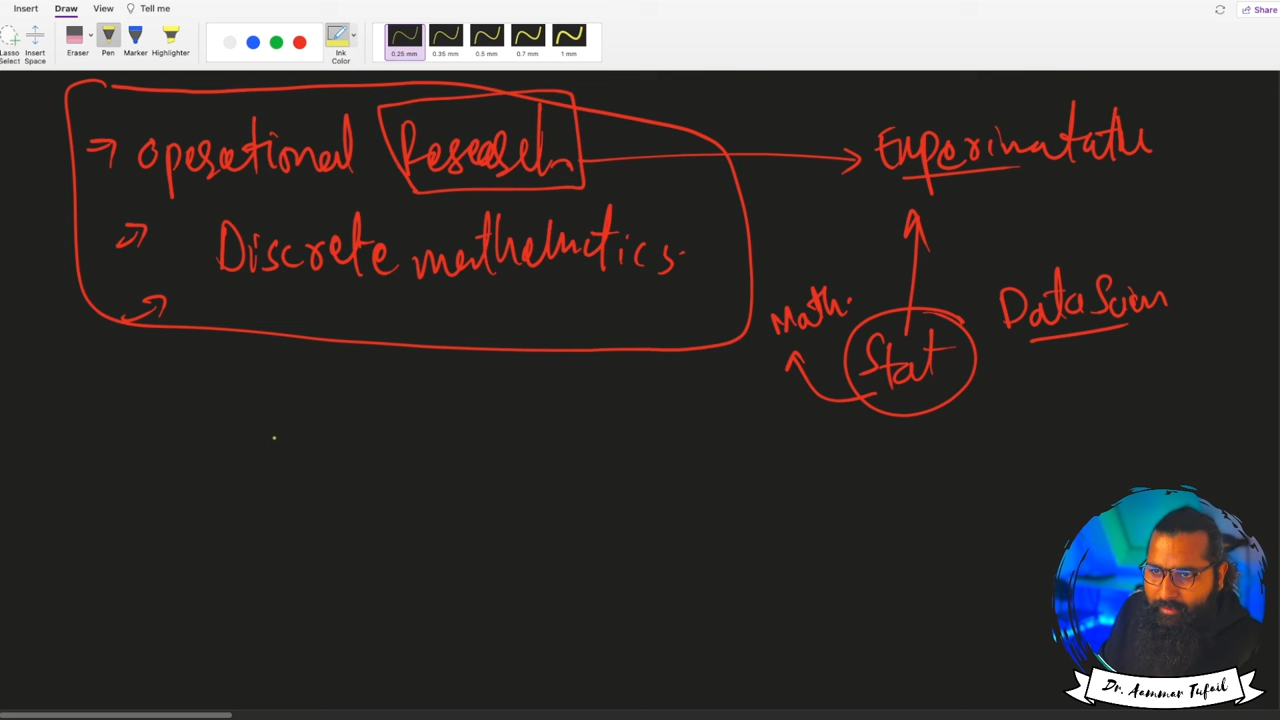 Insert Draw View Tell me
Share
Lasso Select
Insert Space
Eraser
Pen
Marker
Highlighter
Ink Color
0.25 mm
0.35 mm
0.5 mm
0.7 mm
1 mm
Operational
Discrete mathematics.
Math.
Stat
Data Scien
Dr. Aammar Tufail